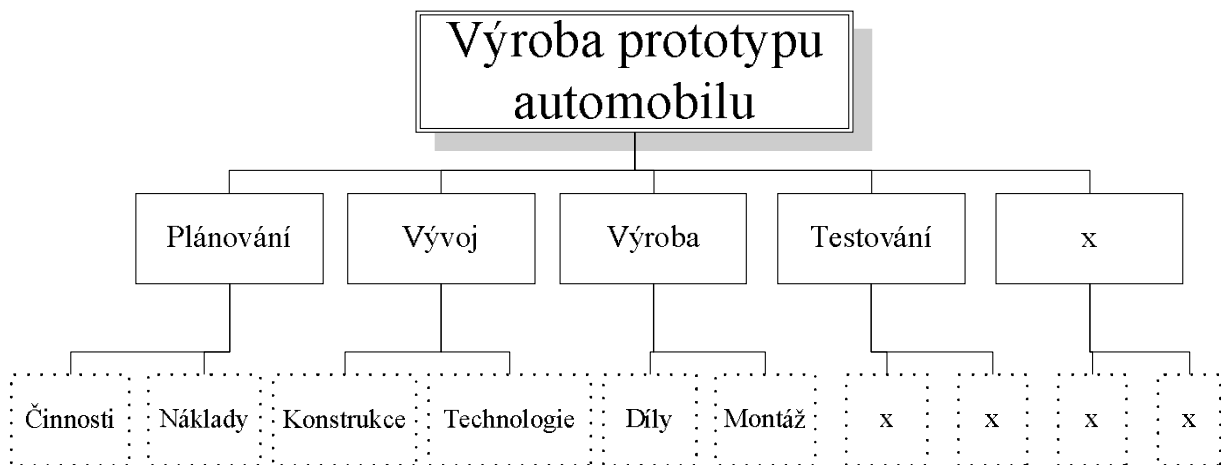 Výroba prototypu
automobilu
Plánování
Vývoj
Výroba
Testování
x
Činnosti
Náklady
Konstrukce
Technologie
Díly
Montáž
x
x
x
x